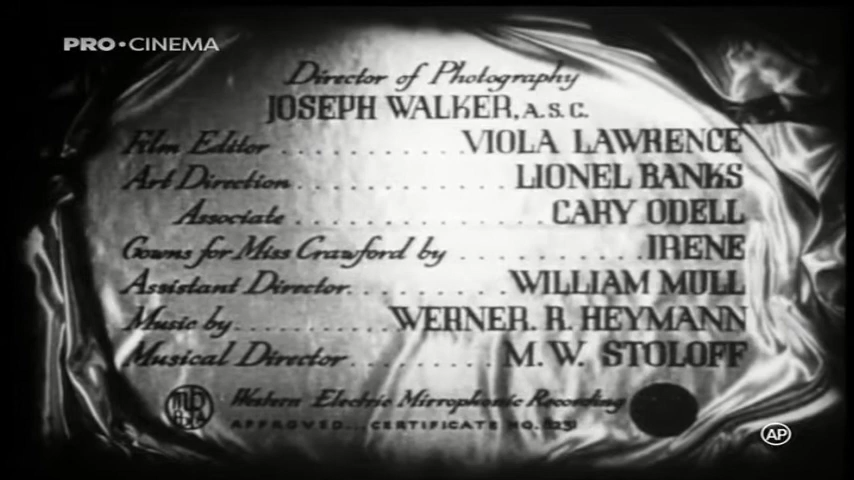 PRO•CINEMA
Director of Photography
JOSEPH WALKER, A.S.C.
Film Editor . . . . . . . . . . VIOLA LAWRENCE
Art Direction . . . . . . . . . . . LIONEL BANKS
Associate . . . . . . . . . . . . . . CARY ODELL
Gowns for Miss Crawford by . . . . . . . . . . IRENE
Assistant Director . . . . . . . . WILLIAM MULL
Music by . . . . . . . . . . WERNER. R. HEYMANN
Musical Director . . . . . . . . . M. W. STOLOFF
Western Electric Mirrophonic Recording
APPROVED . . . CERTIFICATE NO.
AP